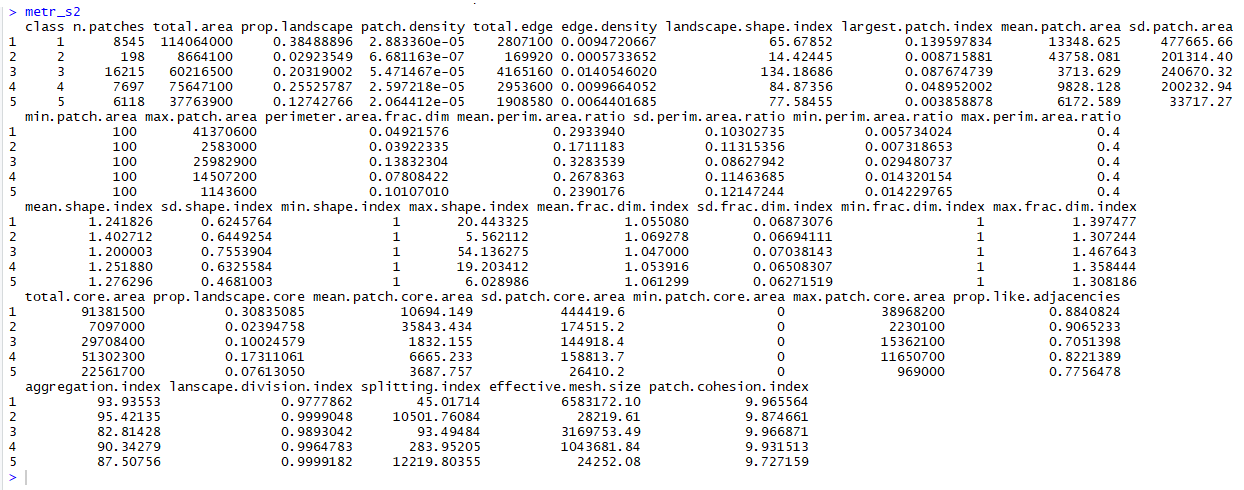 > metr_s2
class n.patches total.area prop.landscape patch.density total.edge edge.density landscape.shape.index largest.patch.index mean.patch.area sd.patch.area
1 1 8545 114064000 0.38488896 2.883360e-05 2807100 0.0094720667 65.67852 0.139597834 13348.625 477665.66
2 2 198 8664100 0.02923549 6.681163e-07 169920 0.0005733652 14.42445 0.008715881 43758.081 201314.40
3 3 16215 60216500 0.20319002 5.471467e-05 4165160 0.0140546020 134.18686 0.087674739 3713.629 240670.32
4 4 7697 75647100 0.25525787 2.597218e-05 2953600 0.0099664052 84.87356 0.048952002 9828.128 200232.94
5 5 6118 37763900 0.12742766 2.064412e-05 1908580 0.0064401685 77.58455 0.003858878 6172.589 33717.27
min.patch.area max.patch.area perimeter.area.frac.dim mean.perim.area.ratio sd.perim.area.ratio min.perim.area.ratio max.perim.area.ratio
1 100 41370600 0.04921576 0.2933940 0.10302735 0.005734024 0.4
2 100 2583000 0.03922335 0.1711183 0.11315356 0.007318653 0.4
3 100 25982900 0.13832304 0.3283539 0.08627942 0.029480737 0.4
4 100 14507200 0.07808422 0.2678363 0.11463685 0.014320154 0.4
5 100 1143600 0.10107010 0.2390176 0.12147244 0.014229765 0.4
mean.shape.index sd.shape.index min.shape.index max.shape.index mean.frac.dim.index sd.frac.dim.index min.frac.dim.index max.frac.dim.index
1 1.241826 0.6245764 1 20.443325 1.055080 0.06873076 1 1.397477
2 1.402712 0.6449254 1 5.562112 1.069278 0.06694111 1 1.307244
3 1.200003 0.7553904 1 54.136275 1.047000 0.07038143 1 1.467643
4 1.251880 0.6325584 1 19.203412 1.053916 0.06508307 1 1.358444
5 1.276296 0.4681003 1 6.028986 1.061299 0.06271519 1 1.308186
total.core.area prop.landscape.core mean.patch.core.area sd.patch.core.area min.patch.core.area max.patch.core.area prop.like.adjacencies
1 91381500 0.30835085 10694.149 444419.6 0 38968200 0.8840824
2 7097000 0.02394758 35843.434 174515.2 0 2230100 0.9065233
3 29708400 0.10024579 1832.155 144918.4 0 15362100 0.7051398
4 51302300 0.17311061 6665.233 158813.7 0 11650700 0.8221389
5 22561700 0.07613050 3687.757 26410.2 0 969000 0.7756478
aggregation.index lanscape.division.index splitting.index effective.mesh.size patch.cohesion.index
1 93.93553 0.9777862 45.01714 6583172.10 9.965564
2 95.42135 0.9999048 10501.76084 28219.61 9.874661
3 82.81428 0.9893042 93.49484 3169753.49 9.966871
4 90.34279 0.9964783 283.95205 1043681.84 9.931513
5 87.50756 0.9999182 12219.80355 24252.08 9.727159
>